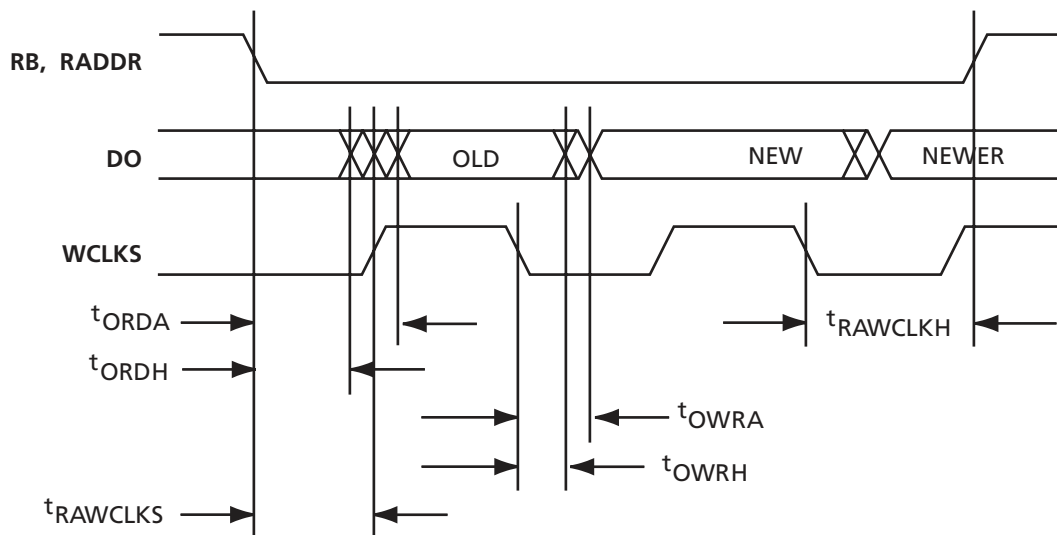 RB, RADDR
DO
OLD
NEW
NEWER
WCLKS
tORDA
tRAWCLKH
tORDH
tOWRA
tOWRH
tRAWCLKS